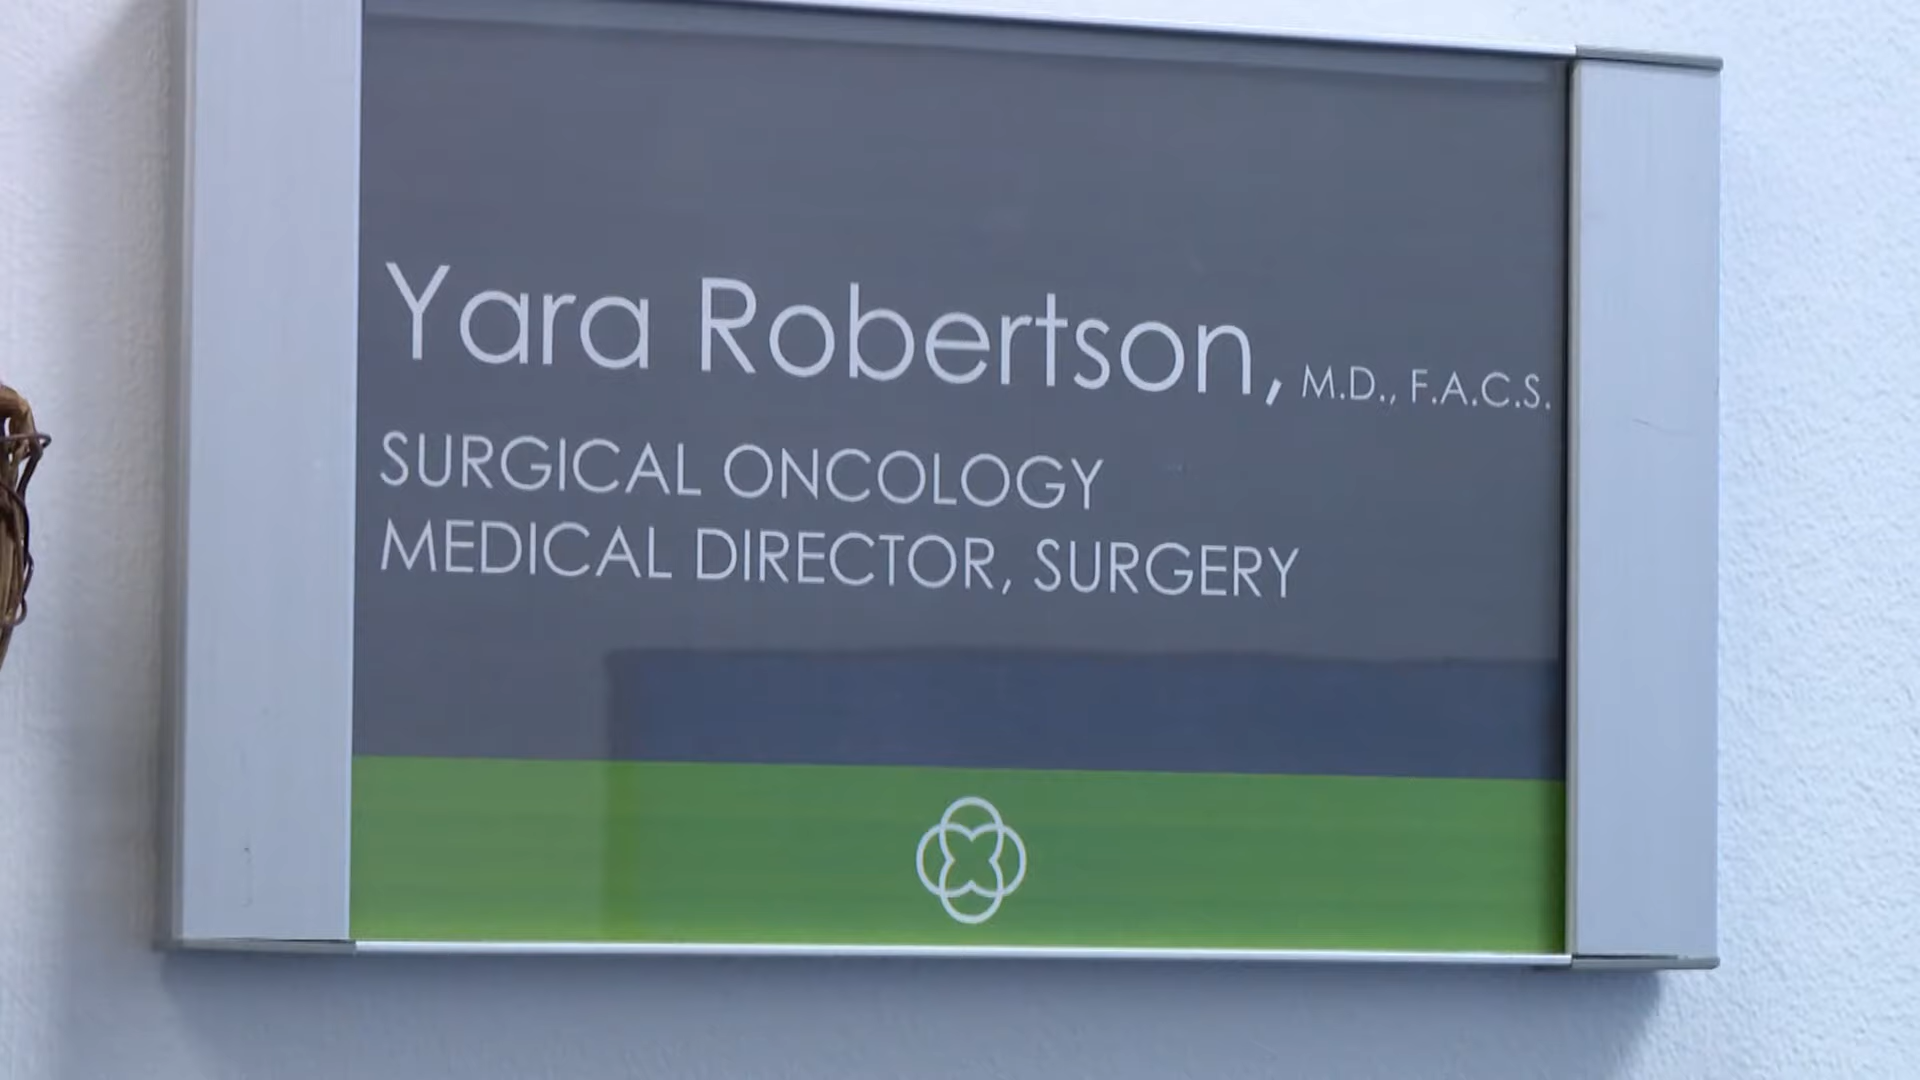 Yara Robertson, M.D., F.A.C.S.
SURGICAL ONCOLOGY
MEDICAL DIRECTOR, SURGERY